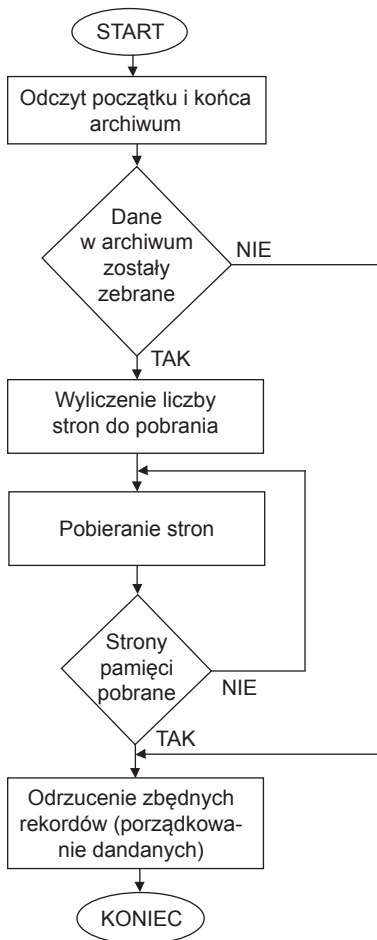 START
Odczyt początku i końca
archiwum
Dane
w archiwum
zostały
zebrane
NIE
TAK
Wyliczenie liczby
stron do pobrania
Pobieranie stron
Strony
pamięci
pobrane
NIE
TAK
Odrzucenie zbędnych
rekordów (porządkowa-
nie dandanych)
KONIEC